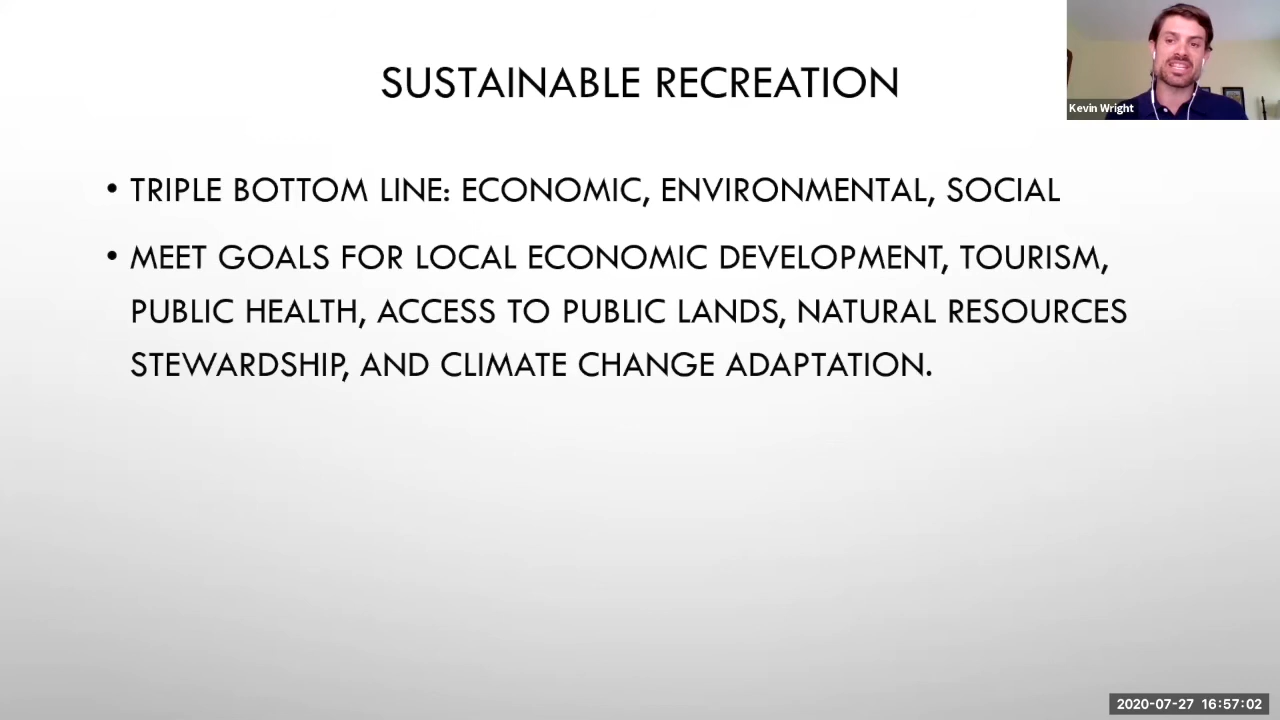 SUSTAINABLE RECREATION
Kevin Wright
• TRIPLE BOTTOM LINE: ECONOMIC, ENVIRONMENTAL, SOCIAL
• MEET GOALS FOR LOCAL ECONOMIC DEVELOPMENT, TOURISM,
PUBLIC HEALTH, ACCESS TO PUBLIC LANDS, NATURAL RESOURCES
STEWARDSHIP, AND CLIMATE CHANGE ADAPTATION.
2020-07-27 16:57:02